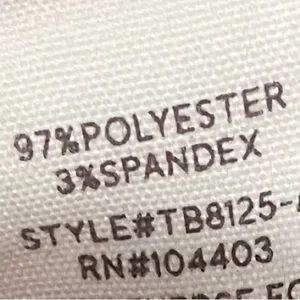 97%POLYESTER
3%SPANDEX
STYLE#TB8125-
RN#104403